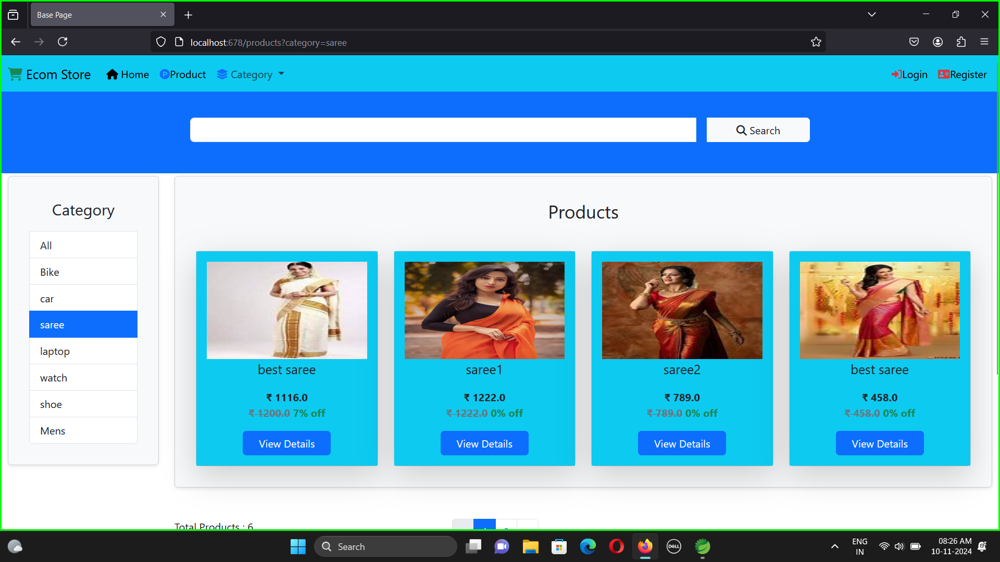 Base Page
localhost:678/products?category=saree
Ecom Store Home Product Category Login Register
Search
Category
All
Bike
car
saree
laptop
watch
shoe
Mens
Products
best saree
₹ 1116.0
₹ 1200.0 7% off
View Details
saree1
₹ 1222.0
₹ 1222.0 0% off
View Details
saree2
₹ 789.0
₹ 789.0 0% off
View Details
best saree
₹ 458.0
₹ 458.0 0% off
View Details
Total Products : 6
Search
DELL
ENG
IN
08:26 AM
10-11-2024